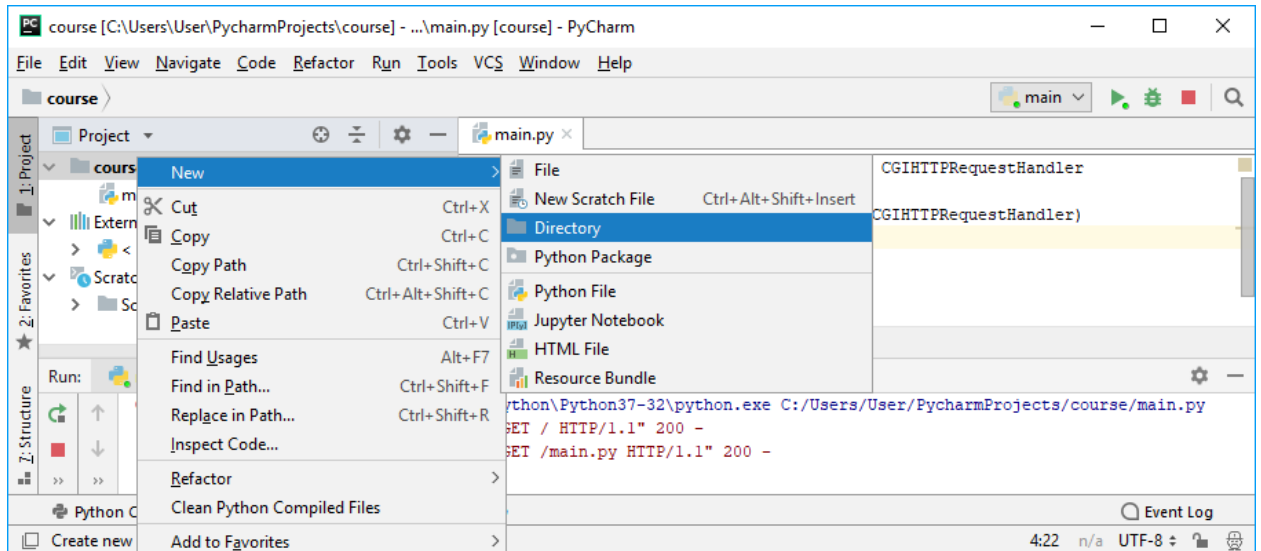 PC course [C:\Users\User\PycharmProjects\course] - ...\main.py [course] - PyCharm
File Edit View Navigate Code Refactor Run Tools VCS Window Help
course main
Project main.py
1: Project
cours
m
Extern
<
Scratc
Sc
2: Favorites
Z: Structure
New
Cut Ctrl+X
Copy Ctrl+C
Copy Path Ctrl+Shift+C
Copy Relative Path Ctrl+Alt+Shift+C
Paste Ctrl+V
Find Usages Alt+F7
Find in Path... Ctrl+Shift+F
Replace in Path... Ctrl+Shift+R
Inspect Code...
Refactor
Clean Python Compiled Files
Add to Favorites
File
New Scratch File Ctrl+Alt+Shift+Insert
Directory
Python Package
Python File
Jupyter Notebook
HTML File
Resource Bundle
CGIHTTPRequestHandler
CGIHTTPRequestHandler)
Run:
ython\Python37-32\python.exe C:/Users/User/PycharmProjects/course/main.py
GET / HTTP/1.1" 200 -
GET /main.py HTTP/1.1" 200 -
Python C Event Log
Create new 4:22 n/a UTF-8